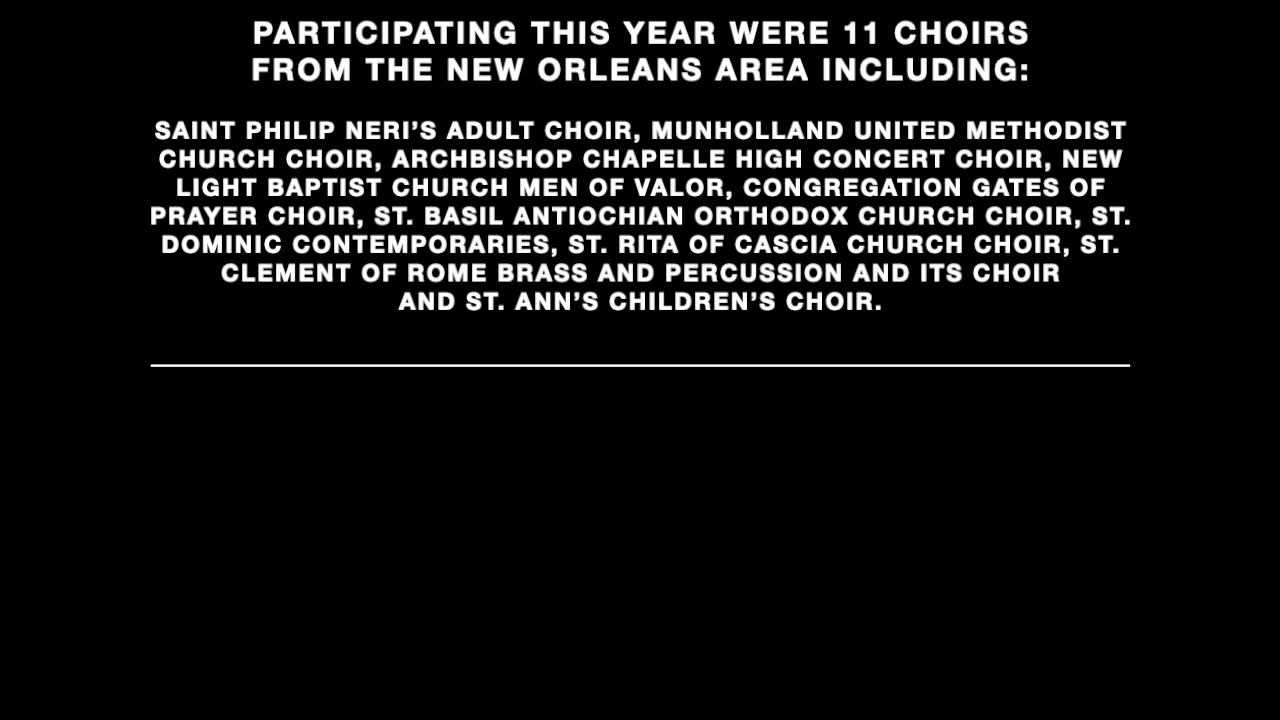 PARTICIPATING THIS YEAR WERE 11 CHOIRS
FROM THE NEW ORLEANS AREA INCLUDING:
SAINT PHILIP NERI’S ADULT CHOIR, MUNHOLLAND UNITED METHODIST
CHURCH CHOIR, ARCHBISHOP CHAPELLE HIGH CONCERT CHOIR, NEW
LIGHT BAPTIST CHURCH MEN OF VALOR, CONGREGATION GATES OF
PRAYER CHOIR, ST. BASIL ANTIOCHIAN ORTHODOX CHURCH CHOIR, ST.
DOMINIC CONTEMPORARIES, ST. RITA OF CASCIA CHURCH CHOIR, ST.
CLEMENT OF ROME BRASS AND PERCUSSION AND ITS CHOIR
AND ST. ANN’S CHILDREN’S CHOIR.